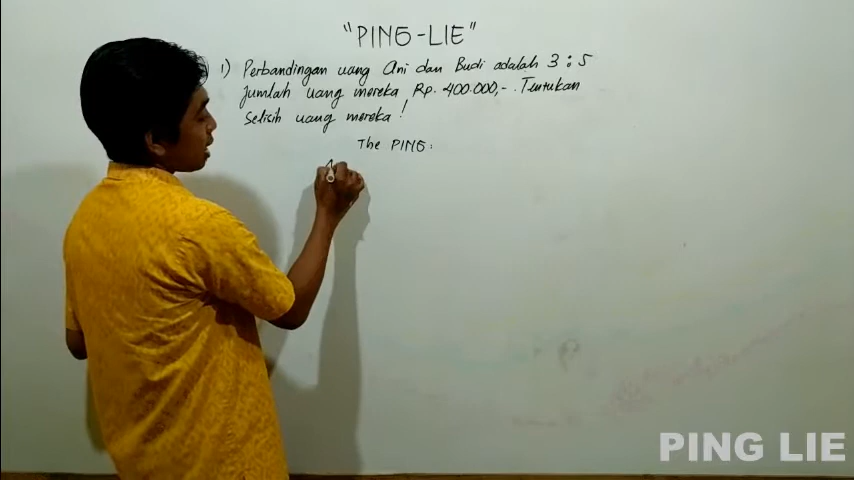 "PING-LIE"
1) Perbandingan uang Ani dan Budi adalah 3:5
Jumlah uang mereka Rp. 400.000,- . Tentukan
selisih uang mereka!
The PING:
PING LIE